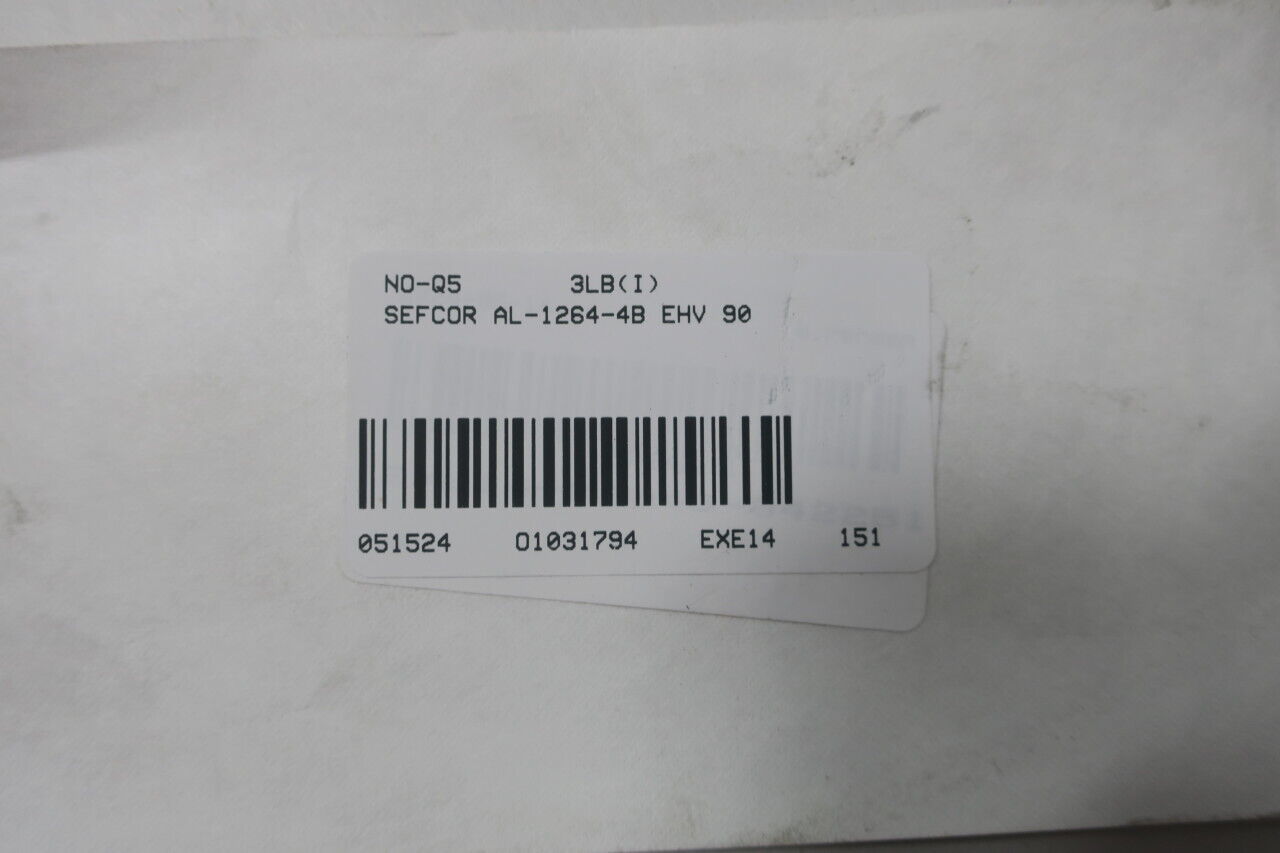 NO-Q5 3LB(I)
SEFCOR AL-1264-4B EHV 90
051524 01031794 EXE14 151